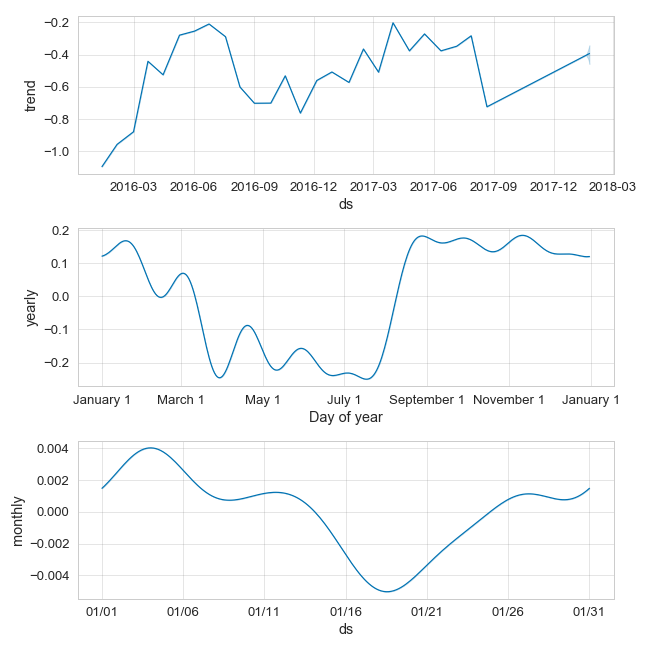 −0.2
−0.4
−0.6
−0.8
−1.0
trend
2016-03 2016-06 2016-09 2016-12 2017-03 2017-06 2017-09 2017-12 2018-03
ds
0.2
0.1
0.0
−0.1
−0.2
yearly
January 1 March 1 May 1 July 1 September 1 November 1 January 1
Day of year
0.004
0.002
0.000
−0.002
−0.004
monthly
01/01 01/06 01/11 01/16 01/21 01/26 01/31
ds